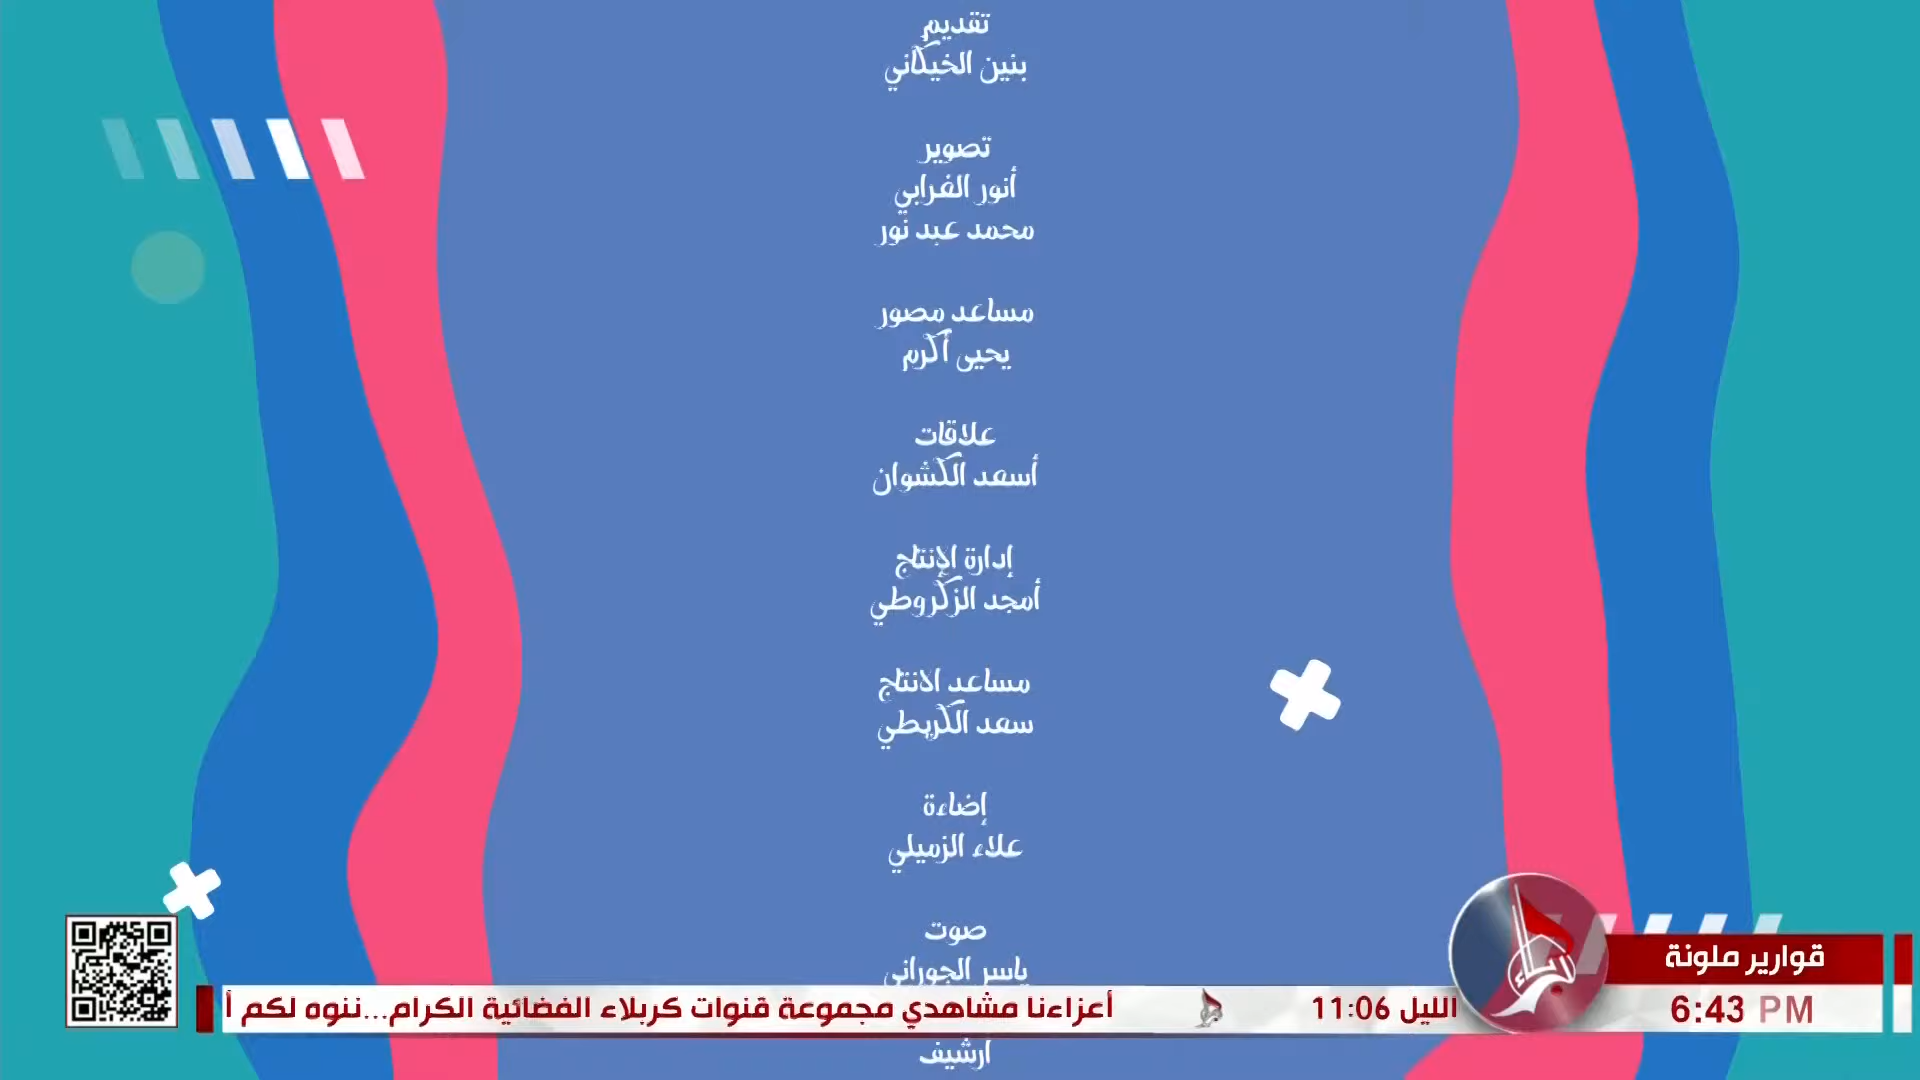 تقديم
بنين الخيكاني
تصوير
أنور الغرابي
محمد عبد نور
مساعد مصور
يحيى أكرم
علاقات
أسعد الكشوان
إدارة الإنتاج
أمجد الزكروطي
مساعد الانتاج
سعد الكريطي
إضاءة
علاء الزميلي
صوت
ياسر الجوراني
قوارير ملونة
6:43 PM
الليل 11:06
أعزاءنا مشاهدي مجموعة قنوات كربلاء الفضائية الكرام...ننوه لكم أ
ارشيف